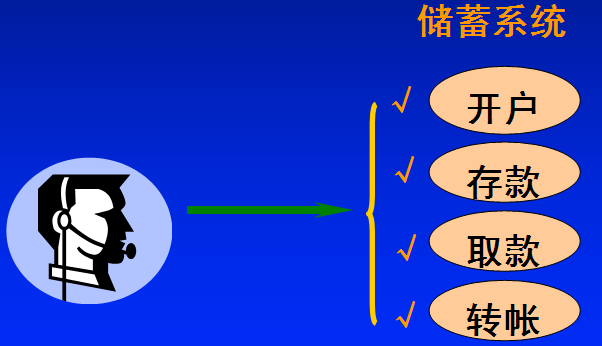 储蓄系统
√ 开户
√ 存款
√ 取款
√ 转帐